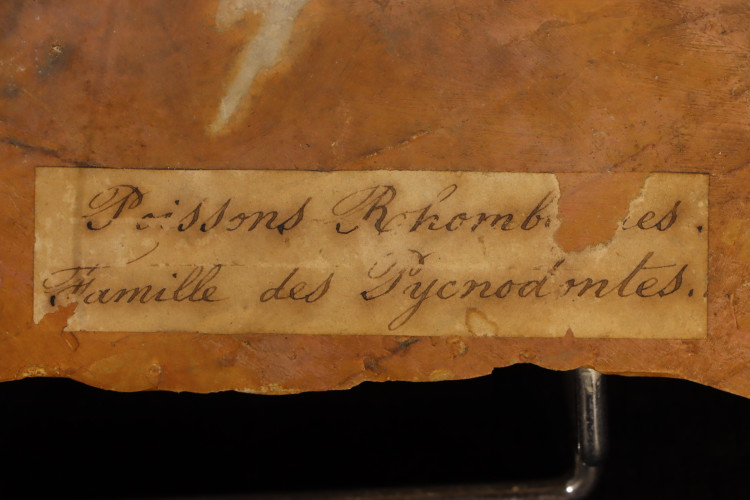 Poissons
Famille des Pycnodontes.